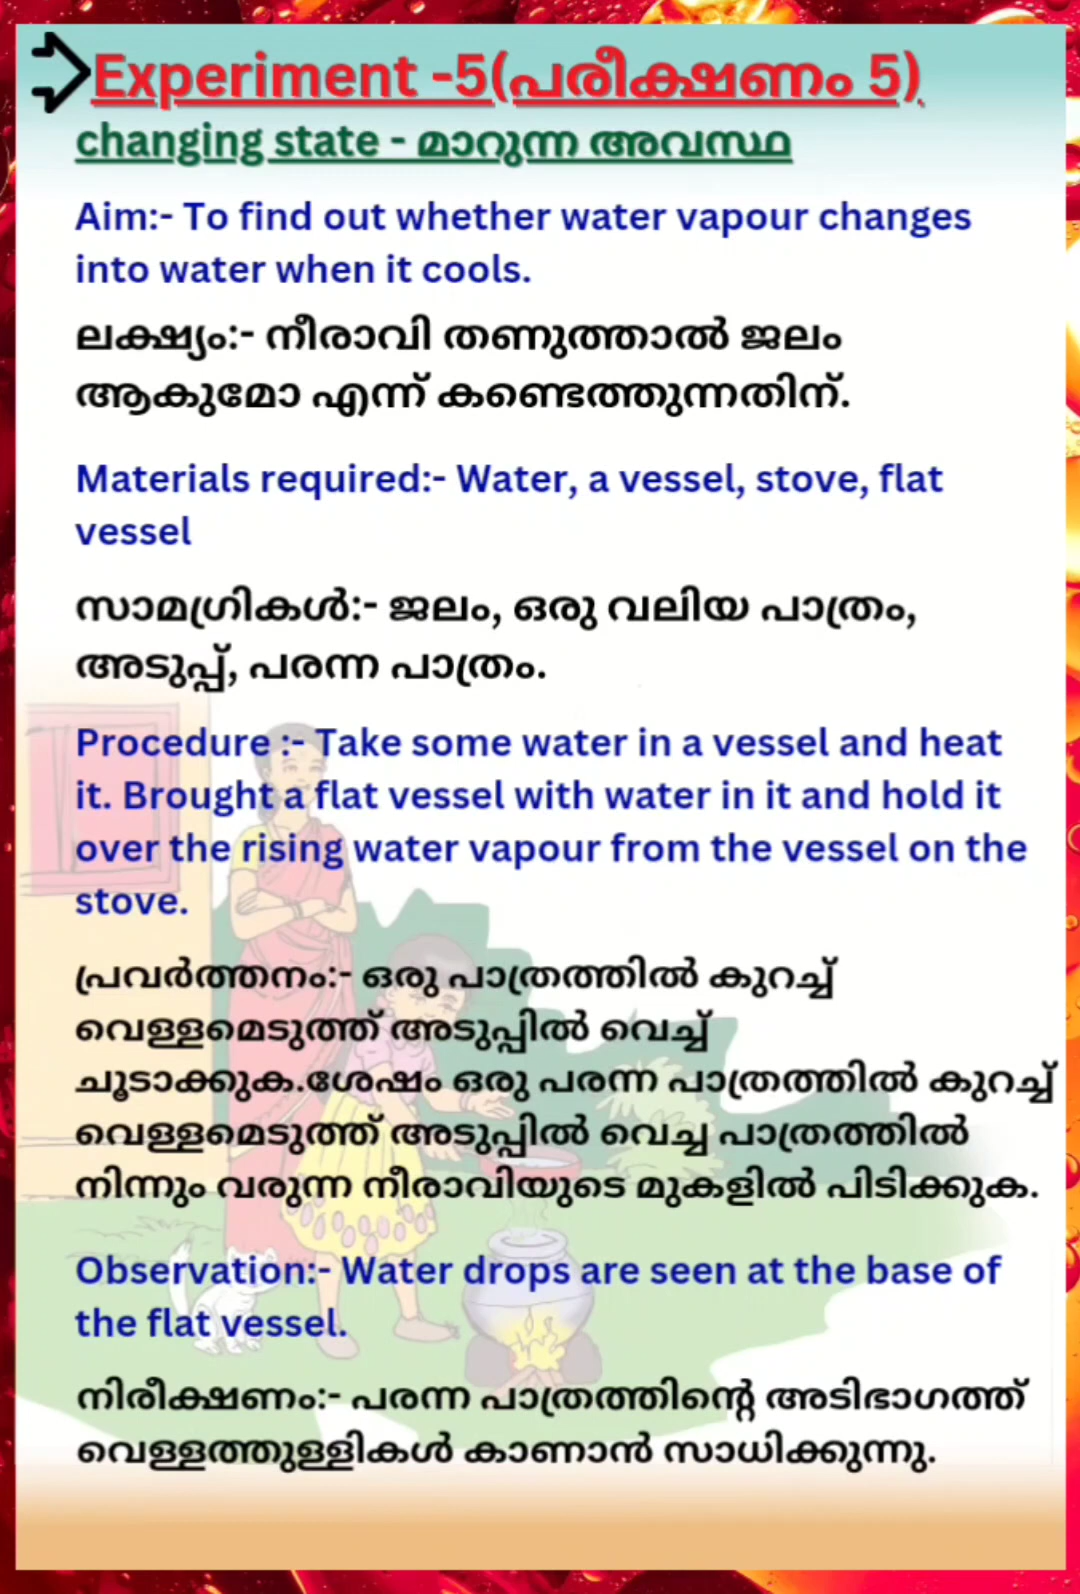 Experiment -5(പരീക്ഷണം 5)
changing state - മാറുന്ന അവസ്ഥ
Aim:- To find out whether water vapour changes
into water when it cools.
ലക്ഷ്യം:- നീരാവി തണുത്താൽ ജലം
ആകുമോ എന്ന് കണ്ടെത്തുന്നതിന്.
Materials required:- Water, a vessel, stove, flat
vessel
സാമഗ്രികൾ:- ജലം, ഒരു വലിയ പാത്രം,
അടുപ്പ്, പരന്ന പാത്രം.
Procedure :- Take some water in a vessel and heat
it. Brought a flat vessel with water in it and hold it
over the rising water vapour from the vessel on the
stove.
പ്രവർത്തനം:- ഒരു പാത്രത്തിൽ കുറച്ച്
വെള്ളമെടുത്ത് അടുപ്പിൽ വെച്ച്
ചൂടാക്കുക.ശേഷം ഒരു പരന്ന പാത്രത്തിൽ കുറച്ച്
വെള്ളമെടുത്ത് അടുപ്പിൽ വെച്ച പാത്രത്തിൽ
നിന്നും വരുന്ന നീരാവിയുടെ മുകളിൽ പിടിക്കുക.
Observation:- Water drops are seen at the base of
the flat vessel.
നിരീക്ഷണം:- പരന്ന പാത്രത്തിന്റെ അടിഭാഗത്ത്
വെള്ളത്തുള്ളികൾ കാണാൻ സാധിക്കുന്നു.